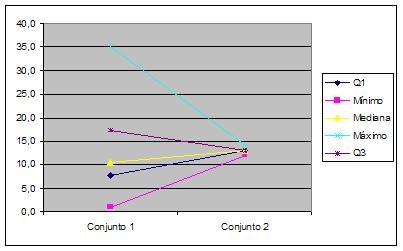 40,0
35,0
30,0
25,0
20,0
15,0
10,0
5,0
0,0
Conjunto 1
Conjunto 2
Q1
Mínimo
Mediana
Máximo
Q3